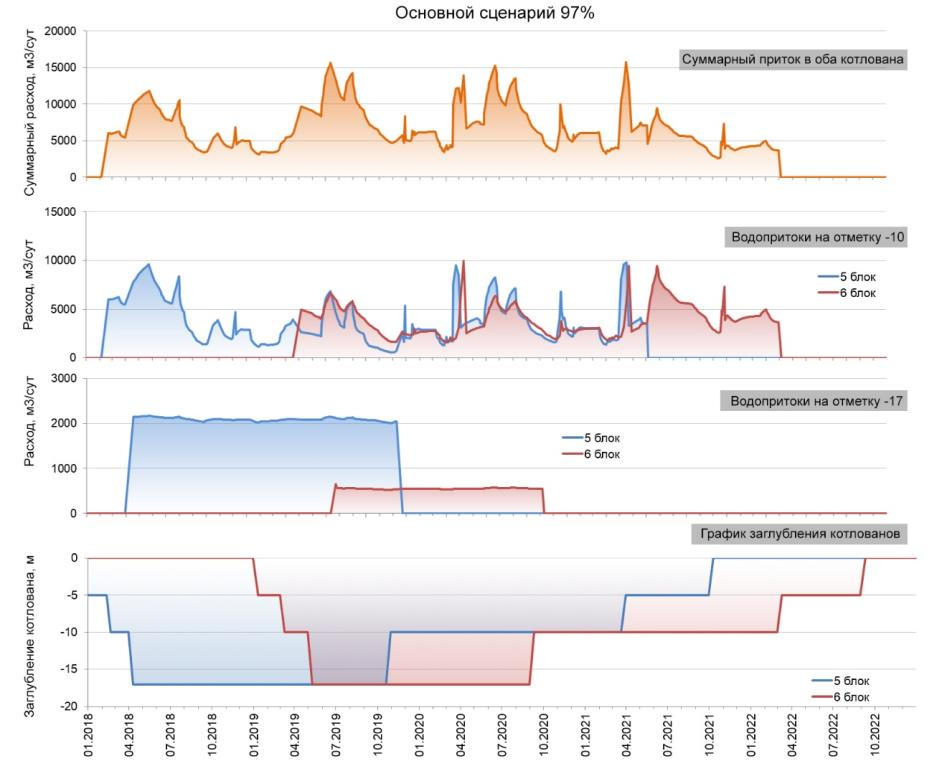 Основной сценарий 97%
Суммарный расход, м3/сут
20000
15000
10000
5000
0
Суммарный приток в оба котлована
Расход, м3/сут
15000
10000
5000
0
Водопритоки на отметку -10
5 блок
6 блок
Расход, м3/сут
3000
2000
1000
0
Водопритоки на отметку -17
5 блок
6 блок
График заглубления котлованов
Заглубление котлована, м
0
-5
-10
-15
-20
5 блок
6 блок
01.2018
04.2018
07.2018
10.2018
01.2019
04.2019
07.2019
10.2019
01.2020
04.2020
07.2020
10.2020
01.2021
04.2021
07.2021
10.2021
01.2022
04.2022
07.2022
10.2022